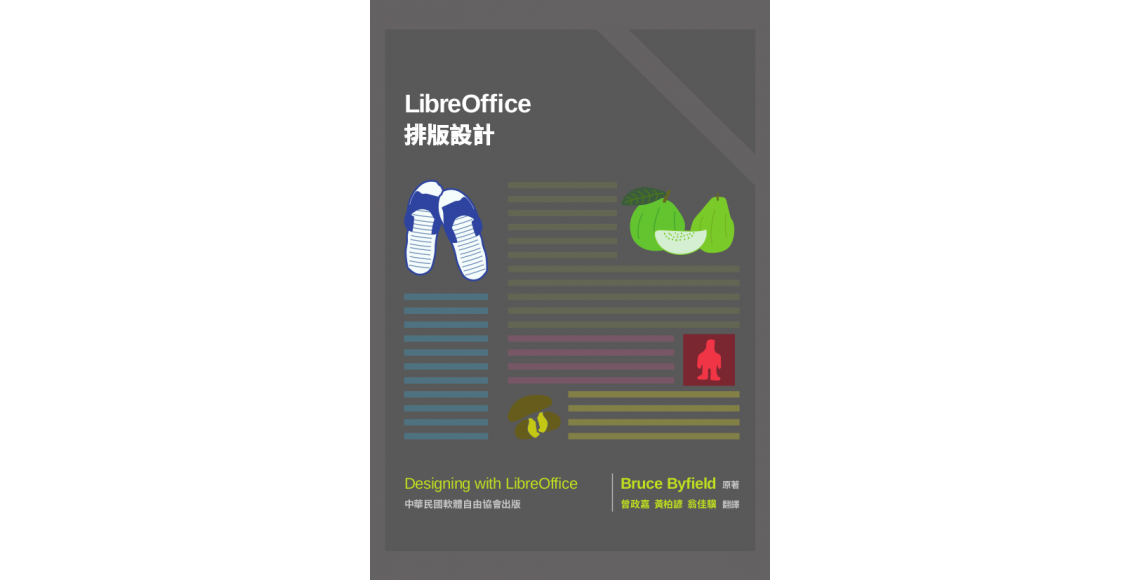 LibreOffice
排版設計
Designing with LibreOffice
中華民國軟體自由協會出版
Bruce Byfield 原著
曾政嘉 黃柏諺 翁佳驥 翻譯